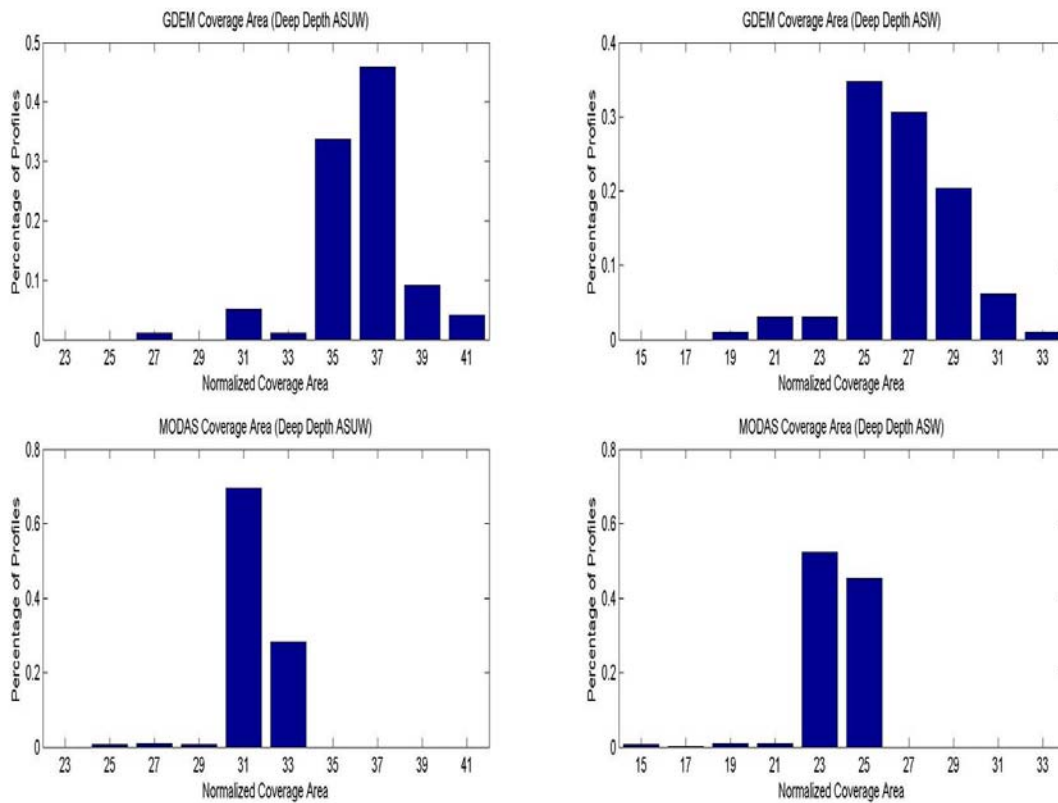 GDEM Coverage Area (Deep Depth ASUW)
Percentage of Profiles
0.5
0.4
0.3
0.2
0.1
0
23 25 27 29 31 33 35 37 39 41
Normalized Coverage Area
GDEM Coverage Area (Deep Depth ASW)
Percentage of Profiles
0.4
0.3
0.2
0.1
0
15 17 19 21 23 25 27 29 31 33
Normalized Coverage Area
MODAS Coverage Area (Deep Depth ASUW)
Percentage of Profiles
0.8
0.6
0.4
0.2
0
23 25 27 29 31 33 35 37 39 41
Normalized Coverage Area
MODAS Coverage Area (Deep Depth ASW)
Percentage of Profiles
0.8
0.6
0.4
0.2
0
15 17 19 21 23 25 27 29 31 33
Normalized Coverage Area